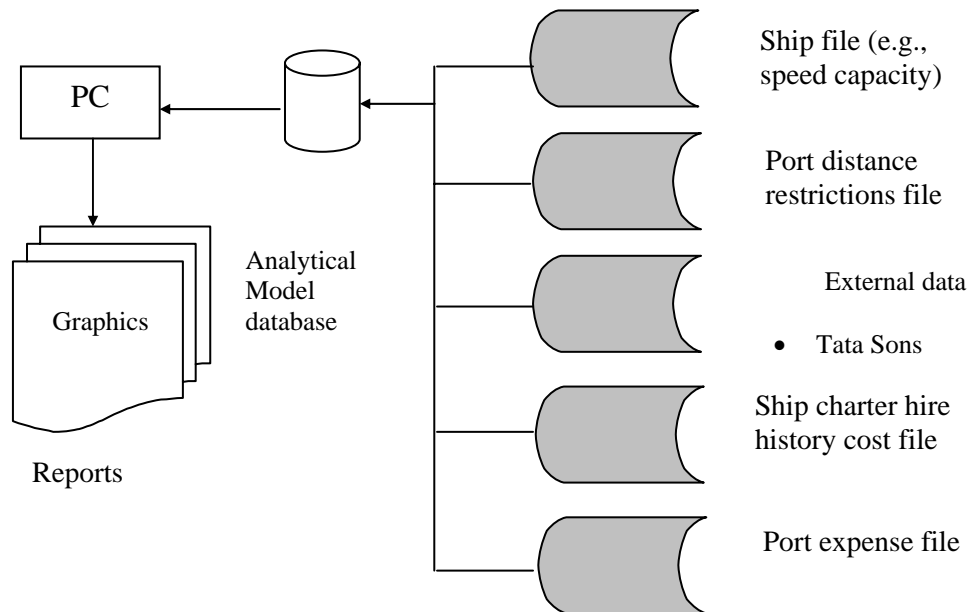 PC
Graphics
Reports
Analytical
Model
database
Ship file (e.g.,
speed capacity)
Port distance
restrictions file
External data
• Tata Sons
Ship charter hire
history cost file
Port expense file